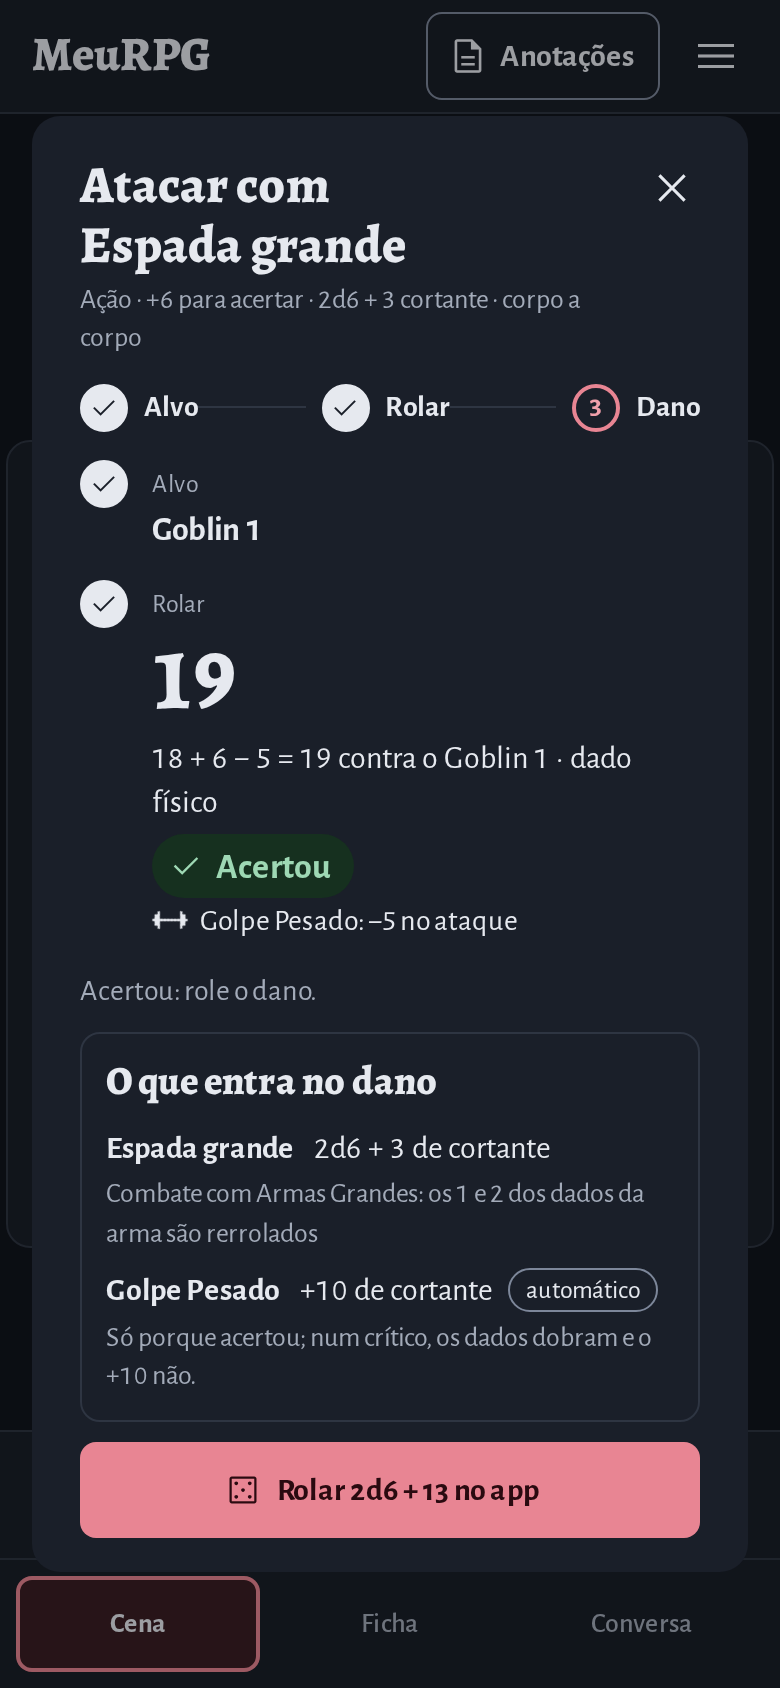 MeuRPG
Anotações
Atacar com
Espada grande
Ação · +6 para acertar · 2d6 + 3 cortante · corpo a
corpo
Alvo
Rolar
3 Dano
Alvo
Goblin 1
Rolar
19
18 + 6 − 5 = 19 contra o Goblin 1 · dado
físico
Acertou
Golpe Pesado: −5 no ataque
Acertou: role o dano.
O que entra no dano
Espada grande 2d6 + 3 de cortante
Combate com Armas Grandes: os 1 e 2 dos dados da
arma são rerrolados
Golpe Pesado +10 de cortante automático
Só porque acertou; num crítico, os dados dobram e o
+10 não.
Rolar 2d6 + 13 no app
Cena
Ficha
Conversa